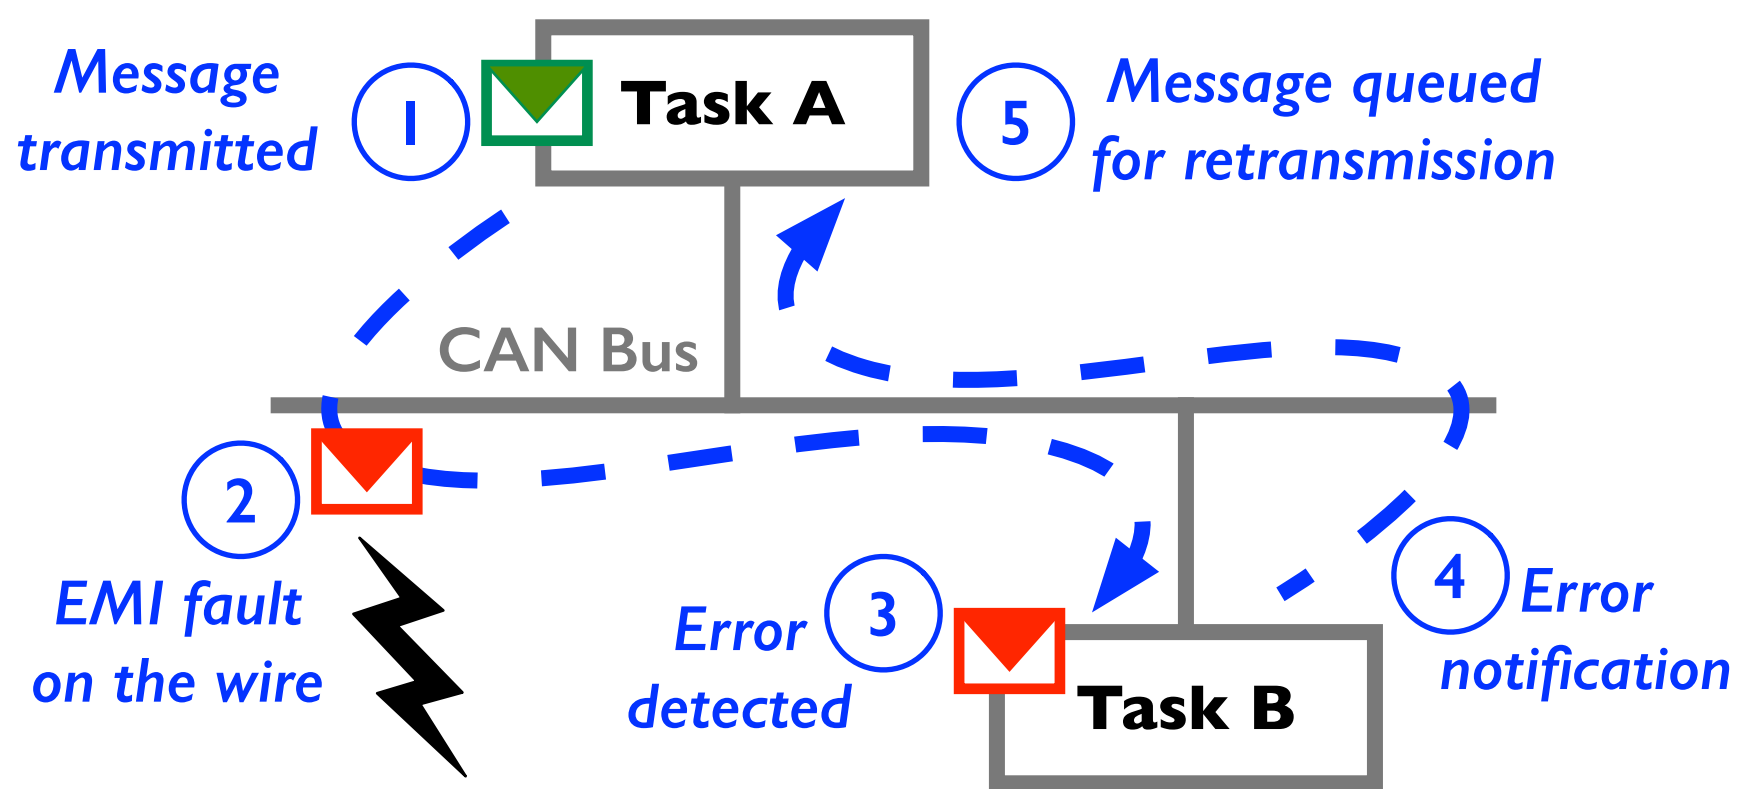 Message
transmitted
1
Task A
5
Message queued
for retransmission
CAN Bus
2
EMI fault
on the wire
3
Error
detected
Task B
4
Error
notification